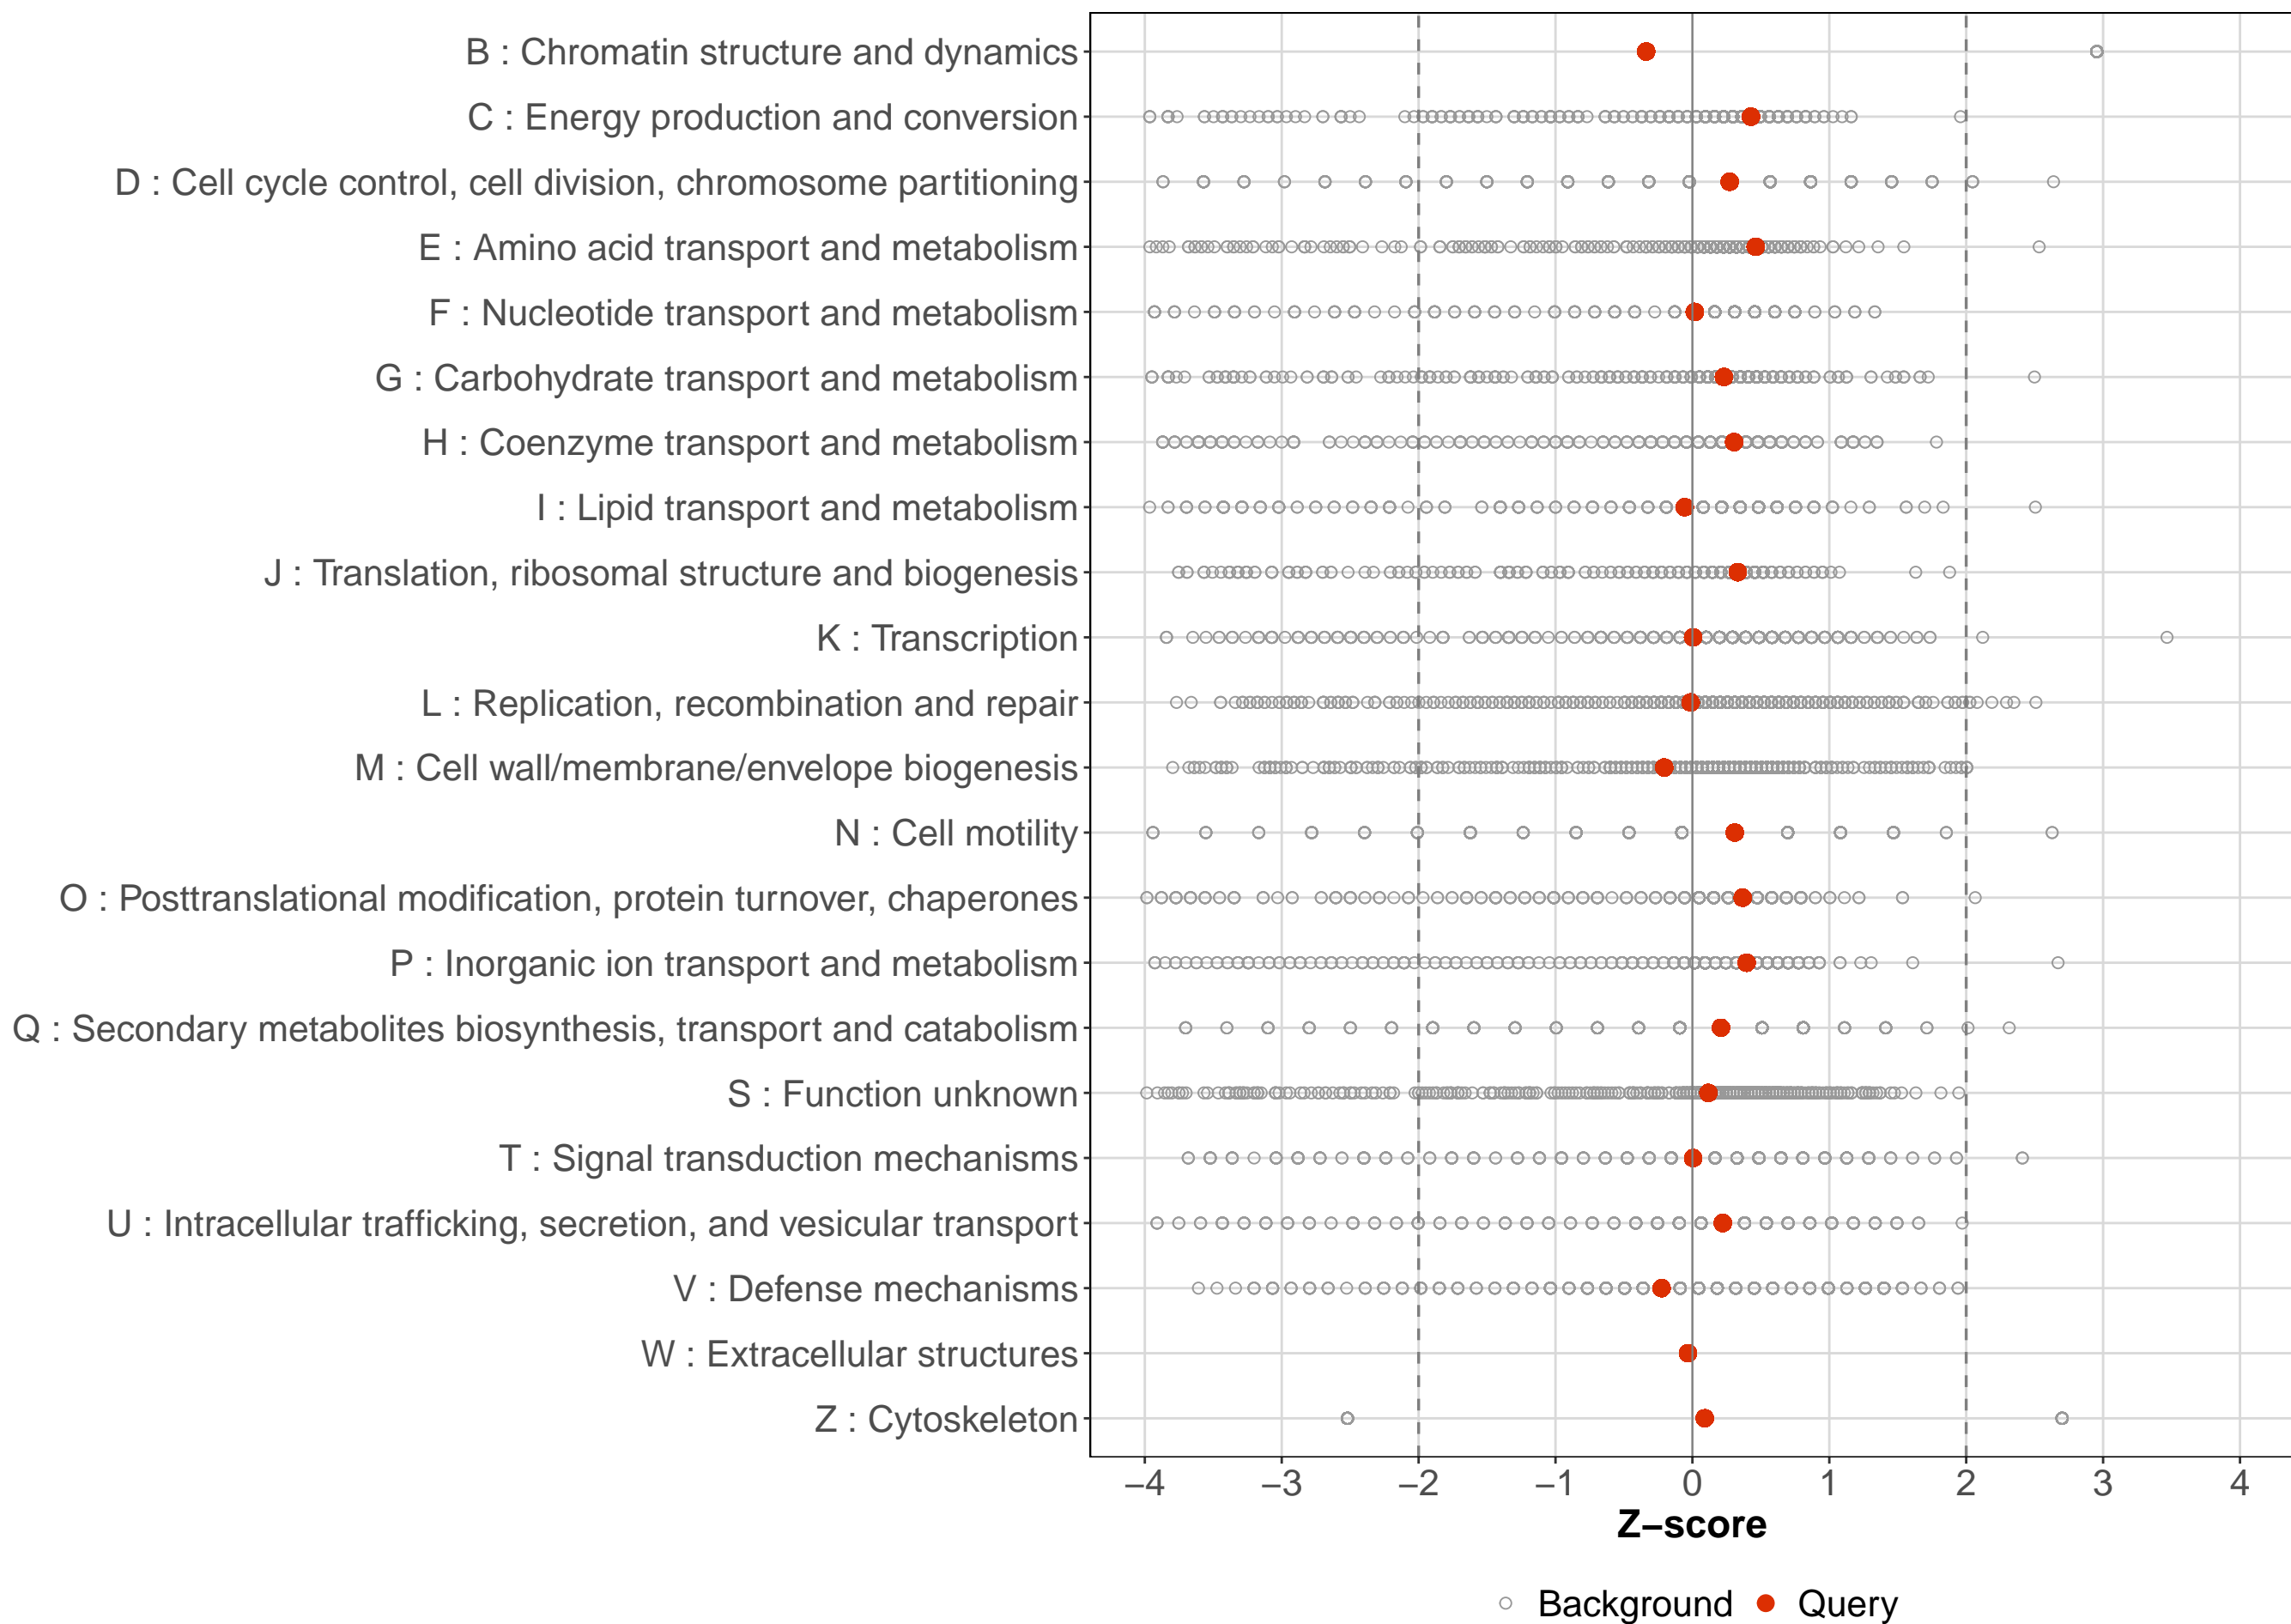 B : Chromatin structure and dynamics
C : Energy production and conversion
D : Cell cycle control, cell division, chromosome partitioning
E : Amino acid transport and metabolism
F : Nucleotide transport and metabolism
G : Carbohydrate transport and metabolism
H : Coenzyme transport and metabolism
I : Lipid transport and metabolism
J : Translation, ribosomal structure and biogenesis
K : Transcription
L : Replication, recombination and repair
M : Cell wall/membrane/envelope biogenesis
N : Cell motility
O : Posttranslational modification, protein turnover, chaperones
P : Inorganic ion transport and metabolism
Q : Secondary metabolites biosynthesis, transport and catabolism
S : Function unknown
T : Signal transduction mechanisms
U : Intracellular trafficking, secretion, and vesicular transport
V : Defense mechanisms
W : Extracellular structures
Z : Cytoskeleton
−4 −3 −2 −1 0 1 2 3 4
Z−score
Background Query